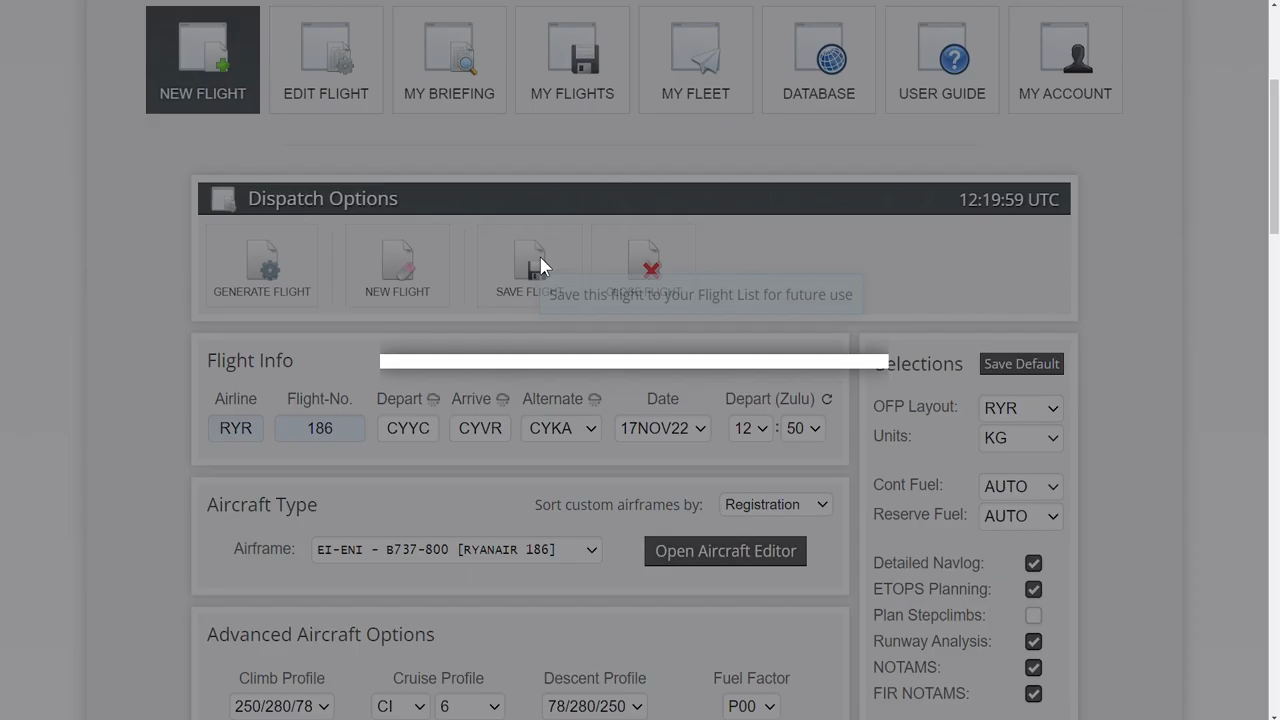 NEW FLIGHT EDIT FLIGHT MY BRIEFING MY FLIGHTS MY FLEET DATABASE USER GUIDE MY ACCOUNT
Dispatch Options 12:19:59 UTC
GENERATE FLIGHT NEW FLIGHT SAVE FLIGHT CLOSE FLIGHT
Save this flight to your Flight List for future use
Flight Info
Airline Flight-No. Depart Arrive Alternate Date Depart (Zulu)
RYR 186 CYYC CYVR CYKA 17NOV22 12 : 50
Aircraft Type Sort custom airframes by: Registration
Airframe: EI-ENI - B737-800 [RYANAIR 186] Open Aircraft Editor
Advanced Aircraft Options
Climb Profile Cruise Profile Descent Profile Fuel Factor
250/280/78 CI 6 78/280/250 P00
Selections Save Default
OFP Layout: RYR
Units: KG
Cont Fuel: AUTO
Reserve Fuel: AUTO
Detailed Navlog:
ETOPS Planning:
Plan Stepclimbs:
Runway Analysis:
NOTAMS:
FIR NOTAMS: